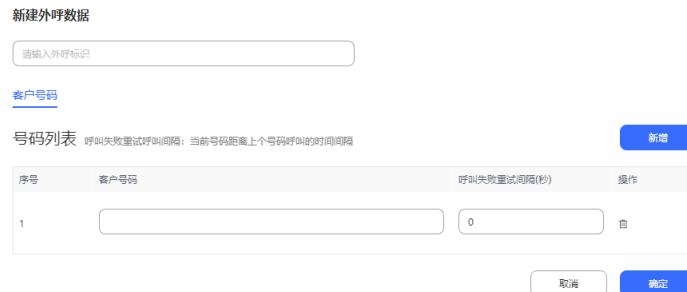 新建外呼数据
请输入外呼标识
客户号码
号码列表 呼叫失败重试呼叫间隔：当前号码距离上个号码呼叫的时间间隔 新增
序号 客户号码 呼叫失败重试间隔(秒) 操作
1 0
取消 确定